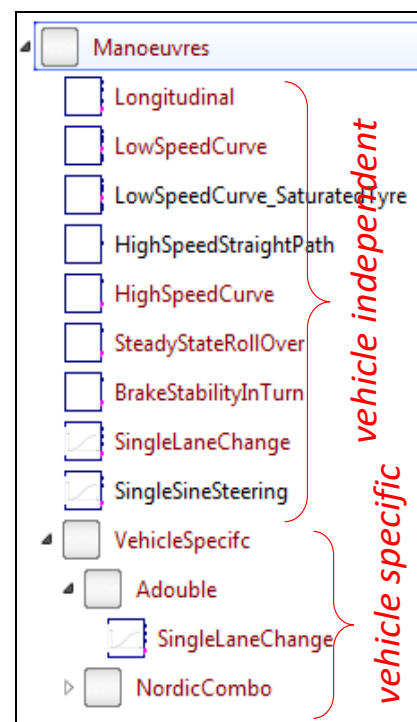 Manoeuvres
Longitudinal
LowSpeedCurve
LowSpeedCurve_SaturatedTyre
HighSpeedStraightPath
HighSpeedCurve
SteadyStateRollOver
BrakeStabilityInTurn
SingleLaneChange
SingleSineSteering
VehicleSpecifc
Adouble
SingleLaneChange
NordicCombo
vehicle independent
vehicle specific